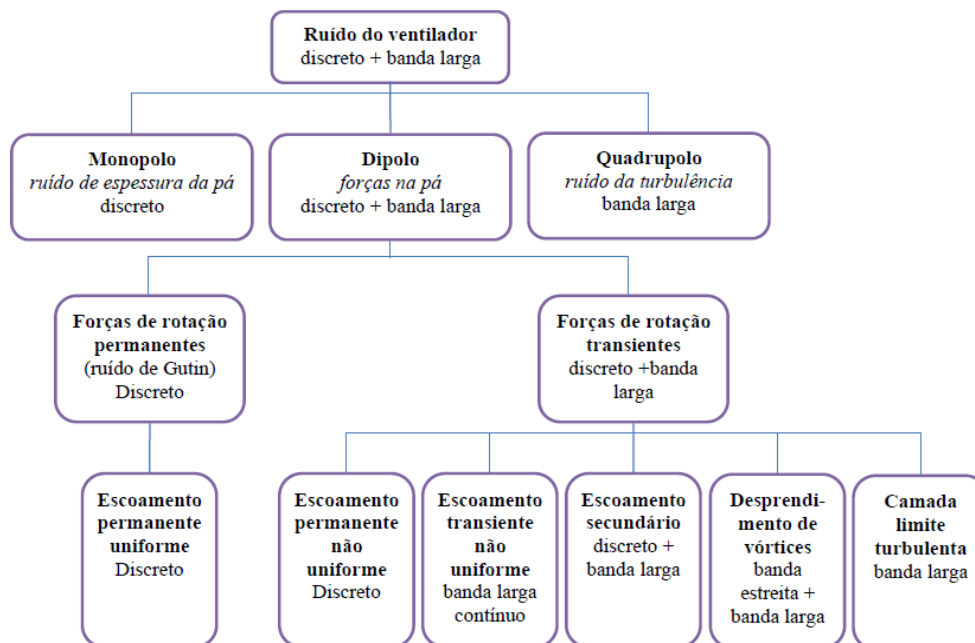 Ruído do ventilador
discreto + banda larga
Monopolo
ruído de espessura da pá
discreto
Dipolo
forças na pá
discreto + banda larga
Quadrupolo
ruído da turbulência
banda larga
Forças de rotação
permanentes
(ruído de Gutin)
Discreto
Forças de rotação
transientes
discreto +banda
larga
Escoamento
permanente
uniforme
Discreto
Escoamento
permanente
não
uniforme
Discreto
Escoamento
transiente
não
uniforme
banda larga
contínuo
Escoamento
secundário
discreto +
banda larga
Desprendi-
mento de
vórtices
banda
estreita +
banda larga
Camada
limite
turbulenta
banda larga